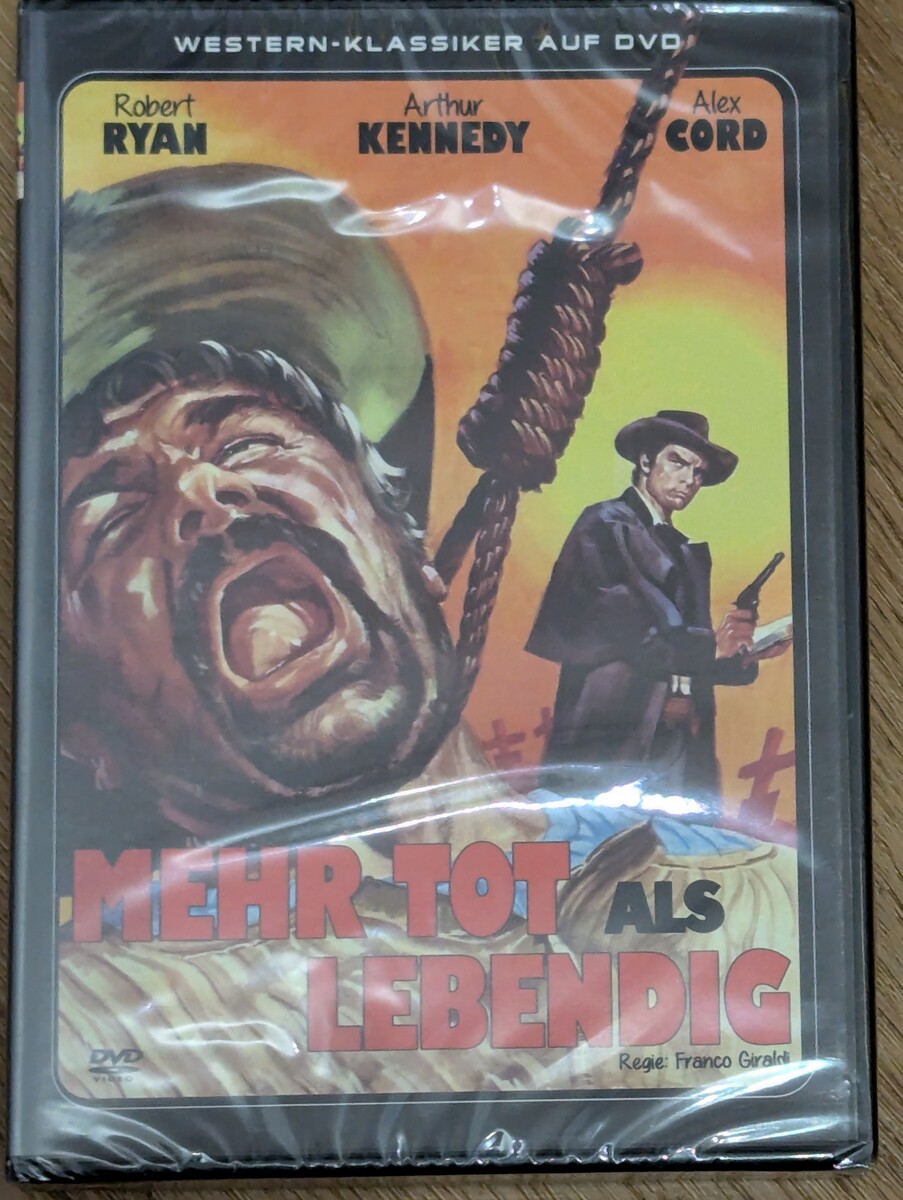 WESTERN-KLASSIKER AUF DVD
Robert RYAN
Arthur KENNEDY
Alex CORD
MEHR TOT ALS
LEBENDIG
Regie: Franco Giraldi
DVD
VIDEO